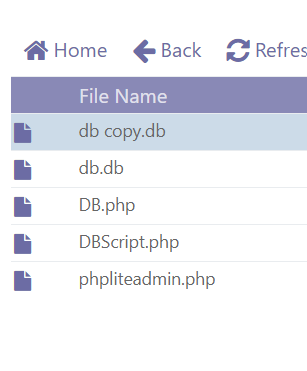 Home Back Refres
File Name
db copy.db
db.db
DB.php
DBScript.php
phpliteadmin.php